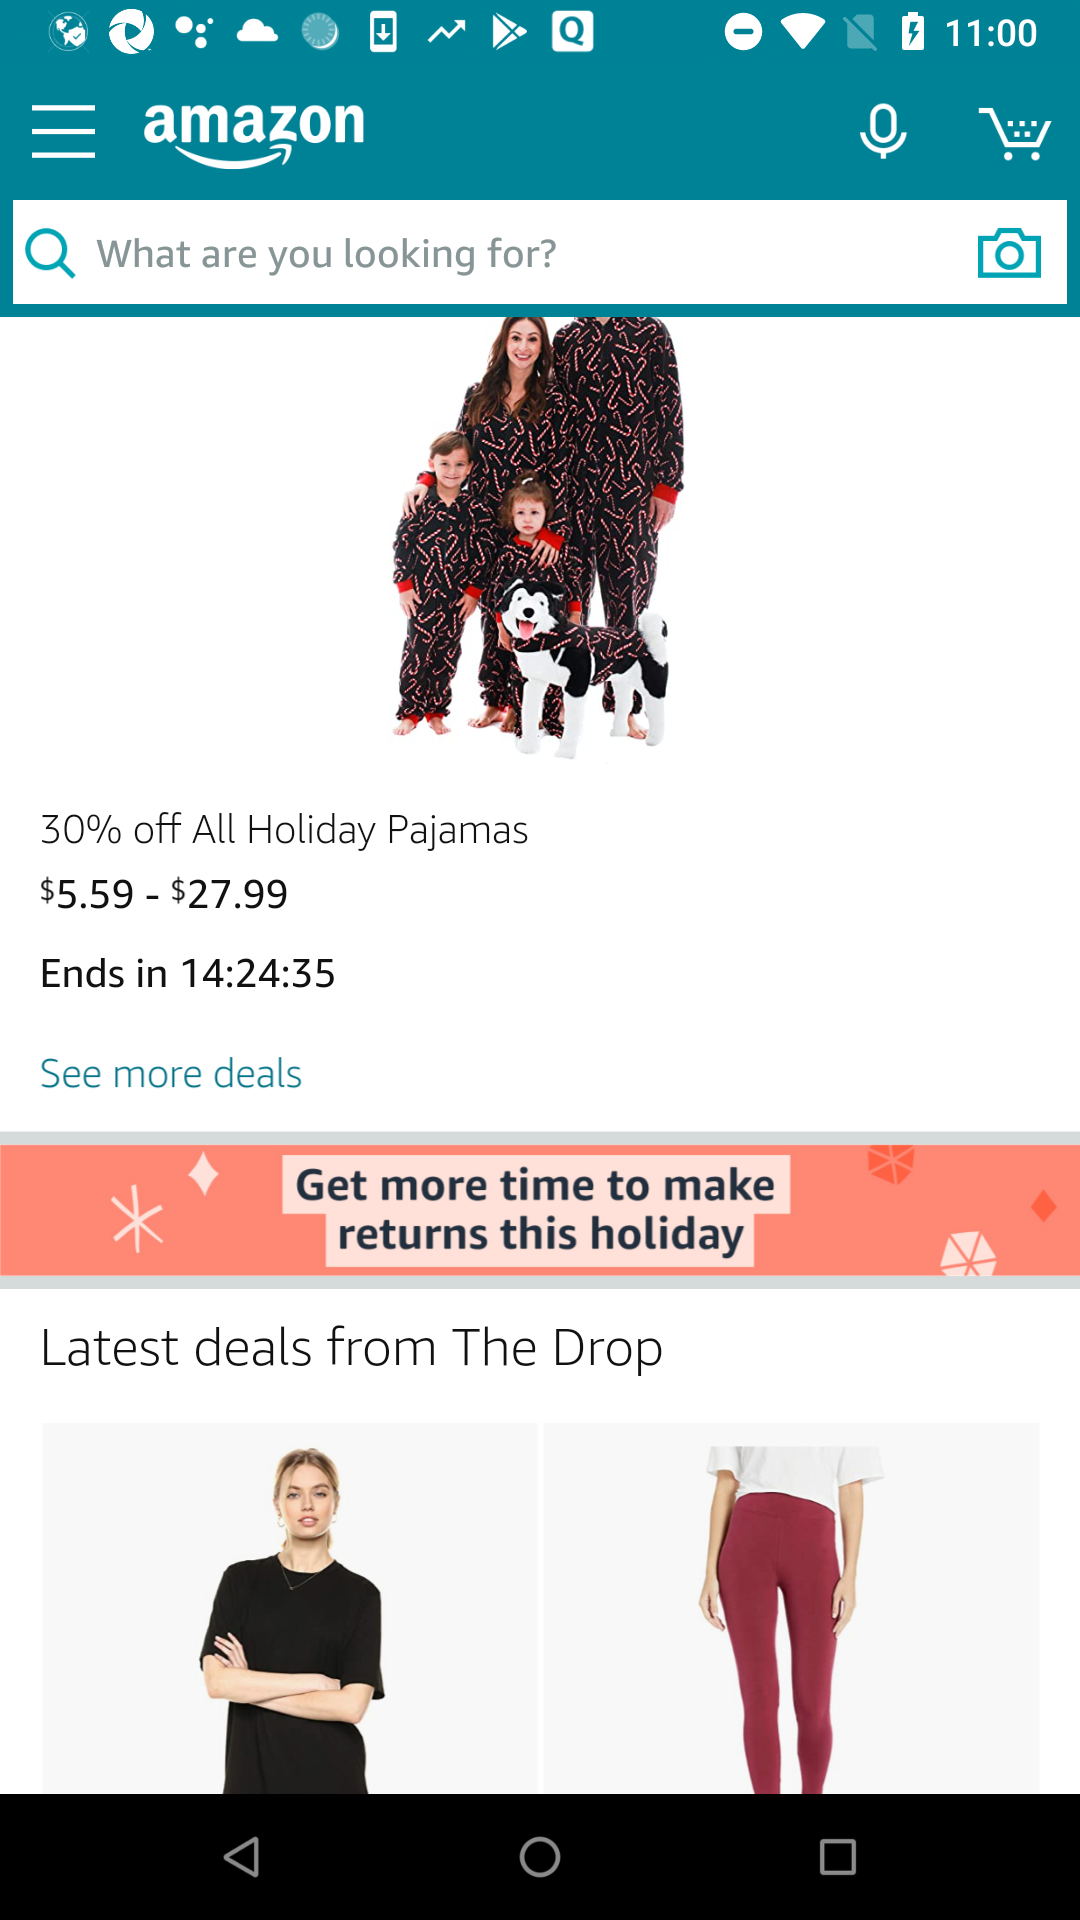 11:00
amazon
What are you looking for?
30% off All Holiday Pajamas
$5.59 - $27.99
Ends in 14:24:35
See more deals
Get more time to make
returns this holiday
Latest deals from The Drop